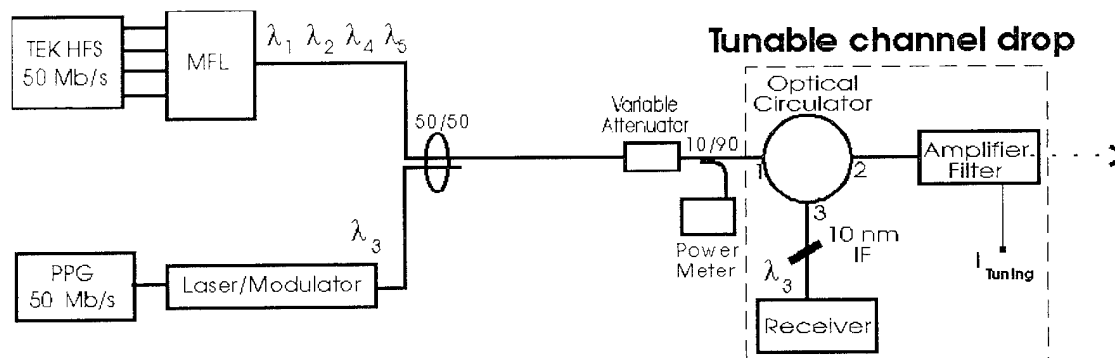 TEK HFS
50 Mb/s
MFL
λ1 λ2 λ4 λ5
50/50
Variable
Attenuator
10/90
Tunable channel drop
Optical
Circulator
1
2
3
Amplifier.
Filter
I Tuning
Power
Meter
10 nm
IF
λ3
Receiver
λ3
PPG
50 Mb/s
Laser/Modulator